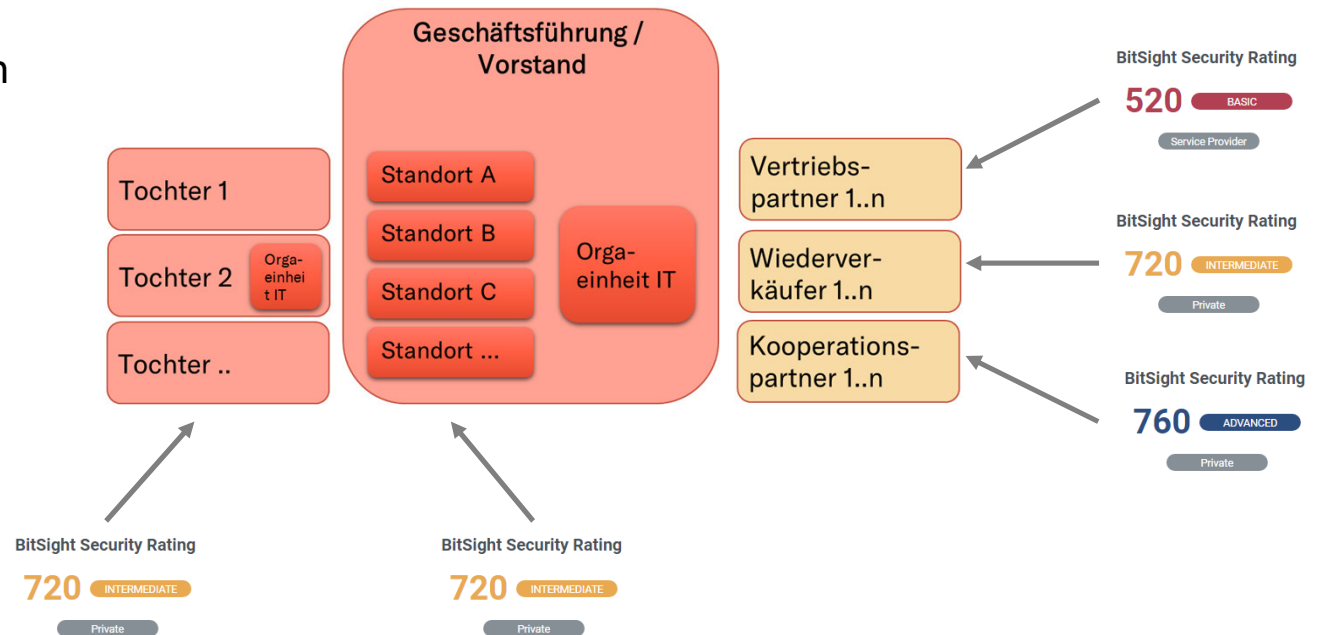 n
Geschäftsführung /
Vorstand
Tochter 1
Tochter 2
Orga-
einhei
t IT
Tochter ..
Standort A
Standort B
Standort C
Standort ...
Orga-
einheit IT
Vertriebs-
partner 1..n
Wiederver-
käufer 1..n
Kooperations-
partner 1..n
BitSight Security Rating
520 BASIC
Service Provider
BitSight Security Rating
720 INTERMEDIATE
Private
BitSight Security Rating
760 ADVANCED
Private
BitSight Security Rating
720 INTERMEDIATE
Private
BitSight Security Rating
720 INTERMEDIATE
Private